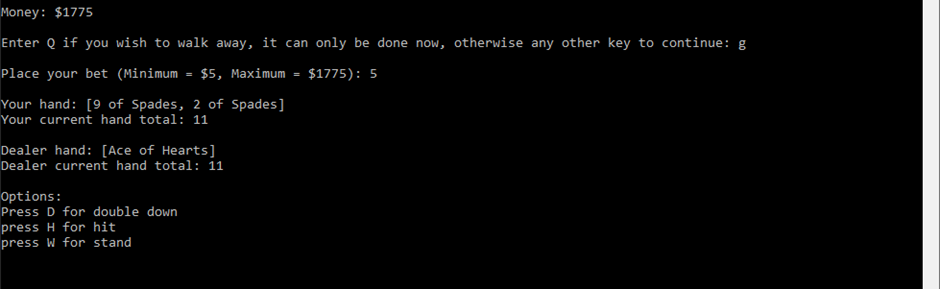 Money: $1775
Enter Q if you wish to walk away, it can only be done now, otherwise any other key to continue: g
Place your bet (Minimum = $5, Maximum = $1775): 5
Your hand: [9 of Spades, 2 of Spades]
Your current hand total: 11
Dealer hand: [Ace of Hearts]
Dealer current hand total: 11
Options:
Press D for double down
press H for hit
press W for stand